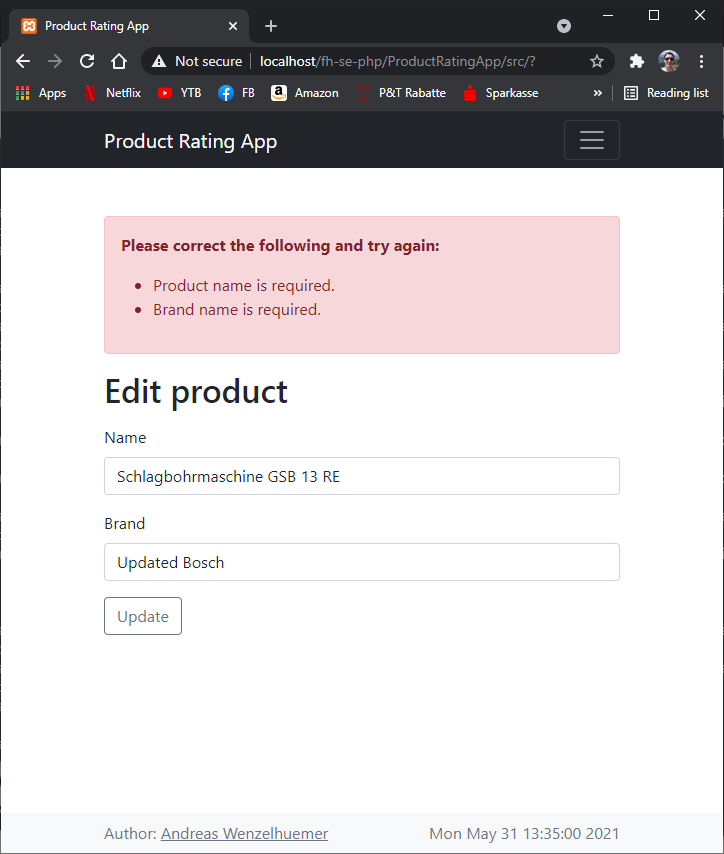 Product Rating App
Not secure localhost/fh-se-php/ProductRatingApp/src/?
Apps Netflix YTB FB Amazon P&T Rabatte Sparkasse » Reading list
Product Rating App
Please correct the following and try again:
Product name is required.
Brand name is required.
Edit product
Name
Schlagbohrmaschine GSB 13 RE
Brand
Updated Bosch
Update
Author: Andreas Wenzelhuemer Mon May 31 13:35:00 2021